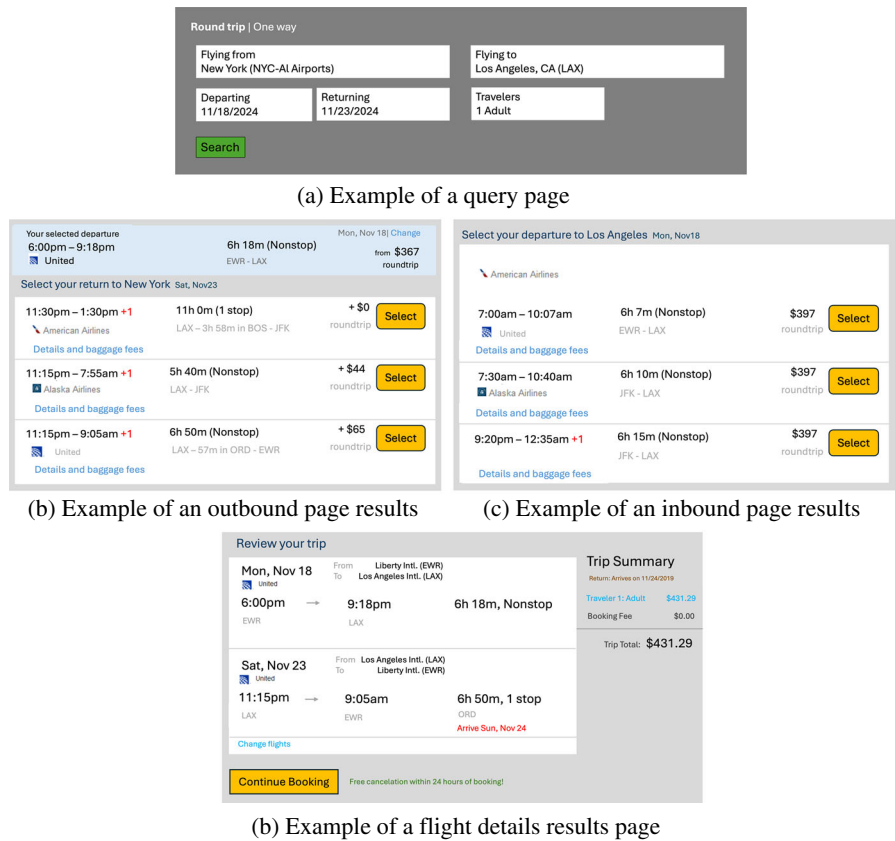 Round trip | One way
Flying from
New York (NYC-Al Airports)
Flying to
Los Angeles, CA (LAX)
Departing
11/18/2024
Returning
11/23/2024
Travelers
1 Adult
Search
(a) Example of a query page
Your selected departure
Mon, Nov 18| Change
6:00pm – 9:18pm
6h 18m (Nonstop)
from $367
United
EWR - LAX
roundtrip
Select your return to New York Sat, Nov23
11:30pm – 1:30pm +1
11h 0m (1 stop)
+ $0
Select
American Airlines
LAX – 3h 58m in BOS - JFK
roundtrip
Details and baggage fees
11:15pm – 7:55am +1
5h 40m (Nonstop)
+ $44
Select
Alaska Airlines
LAX - JFK
roundtrip
Details and baggage fees
11:15pm – 9:05am +1
6h 50m (Nonstop)
+ $65
Select
United
LAX – 57m in ORD - EWR
roundtrip
Details and baggage fees
(b) Example of an outbound page results
Select your departure to Los Angeles Mon, Nov18
American Airlines
7:00am – 10:07am
6h 7m (Nonstop)
$397
Select
United
EWR – LAX
roundtrip
Details and baggage fees
7:30am – 10:40am
6h 10m (Nonstop)
$397
Select
Alaska Airlines
JFK - LAX
roundtrip
Details and baggage fees
9:20pm – 12:35am +1
6h 15m (Nonstop)
$397
Select
JFK – LAX
roundtrip
Details and baggage fees
(c) Example of an inbound page results
Review your trip
Mon, Nov 18
From Liberty Intl. (EWR)
To Los Angeles Intl. (LAX)
United
6:00pm → 9:18pm
6h 18m, Nonstop
EWR
LAX
Sat, Nov 23
From Los Angeles Intl. (LAX)
To Liberty Intl. (EWR)
United
11:15pm → 9:05am
6h 50m, 1 stop
LAX
EWR
ORD
Arrive Sun, Nov 24
Change flights
Trip Summary
Return: Arrives on 11/24/2019
Traveler 1: Adult $431.29
Booking Fee $0.00
Trip Total: $431.29
Continue Booking
Free cancelation within 24 hours of booking!
(b) Example of a flight details results page